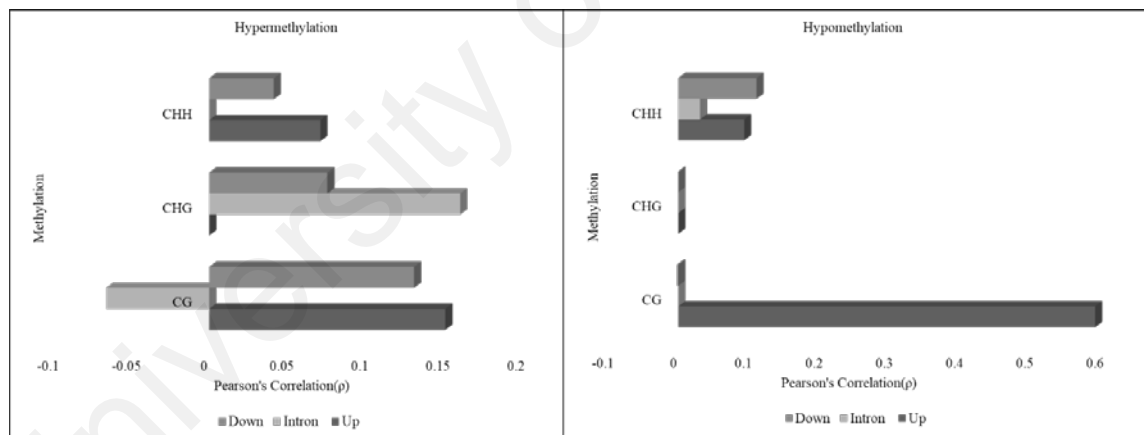 Hypermethylation
CHH
CHG
CG
Methylation
-0.1 -0.05 0 0.05 0.1 0.15 0.2
Pearson's Correlation(ρ)
Down Intron Up
Hypomethylation
CHH
CHG
CG
Methylation
-0.1 0 0.1 0.2 0.3 0.4 0.5 0.6
Pearson's Correlation(ρ)
Down Intron Up
University o